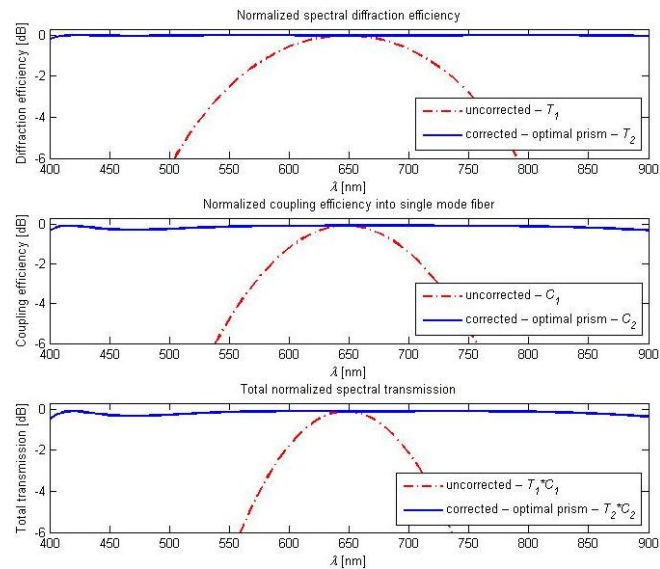 Normalized spectral diffraction efficiency
Diffraction efficiency [dB]
0
-2
-4
-6
uncorrected – T1
corrected – optimal prism – T2
400 450 500 550 600 650 700 750 800 850 900
λ [nm]
Normalized coupling efficiency into single mode fiber
Coupling efficiency [dB]
0
-2
-4
-6
uncorrected – C1
corrected – optimal prism – C2
400 450 500 550 600 650 700 750 800 850 900
λ [nm]
Total normalized spectral transmission
Total transmission [dB]
0
-2
-4
-6
uncorrected – T1*C1
corrected – optimal prism – T2*C2
400 450 500 550 600 650 700 750 800 850 900
λ [nm]